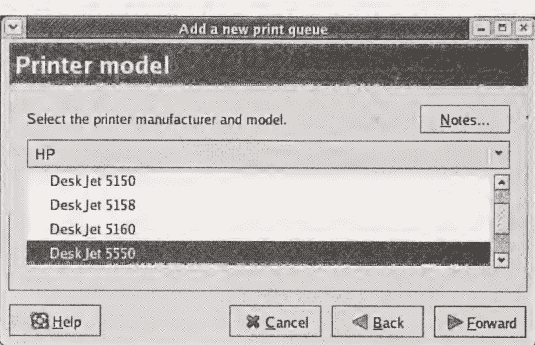 Add a new print queue
Printer model
Select the printer manufacturer and model.
Notes...
HP
DeskJet 5150
DeskJet 5158
DeskJet 5160
DeskJet 5550
Help
Cancel
Back
Forward